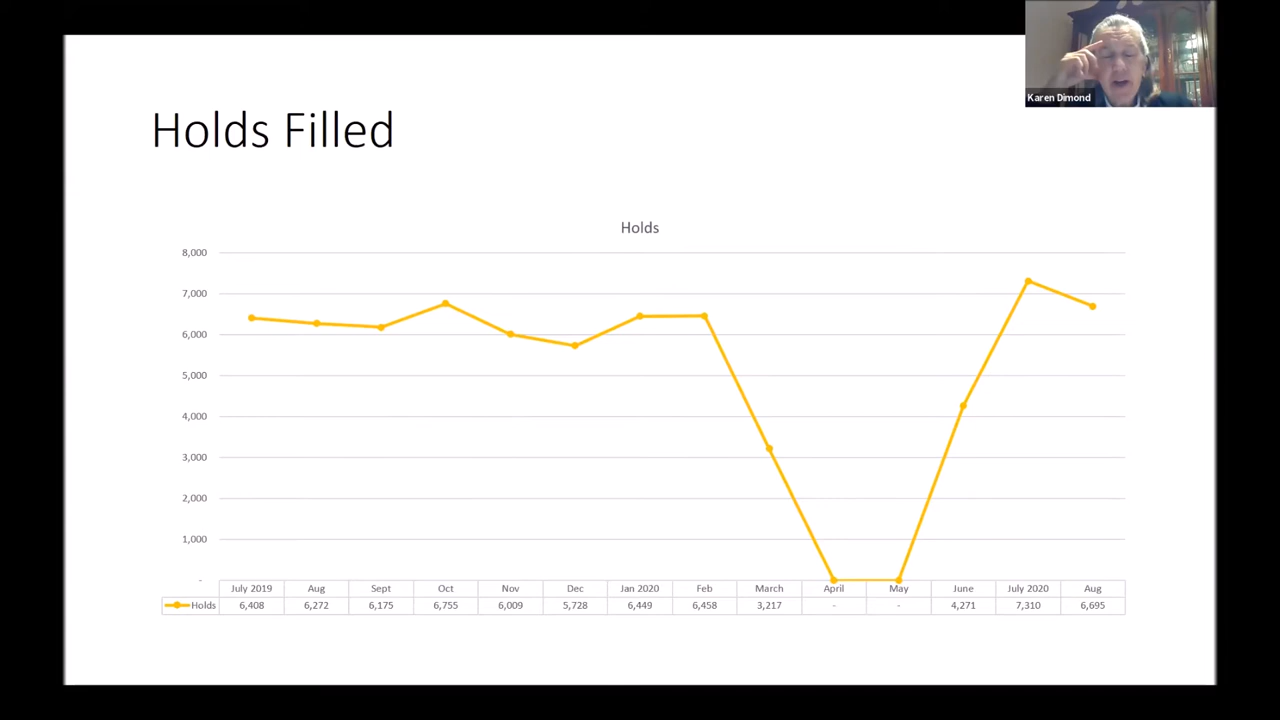 Karen Dimond
Holds Filled
Holds
8,000
7,000
6,000
5,000
4,000
3,000
2,000
1,000
-
July 2019 Aug Sept Oct Nov Dec Jan 2020 Feb March April May June July 2020 Aug
Holds 6,408 6,272 6,175 6,755 6,009 5,728 6,449 6,458 3,217 - - 4,271 7,310 6,695